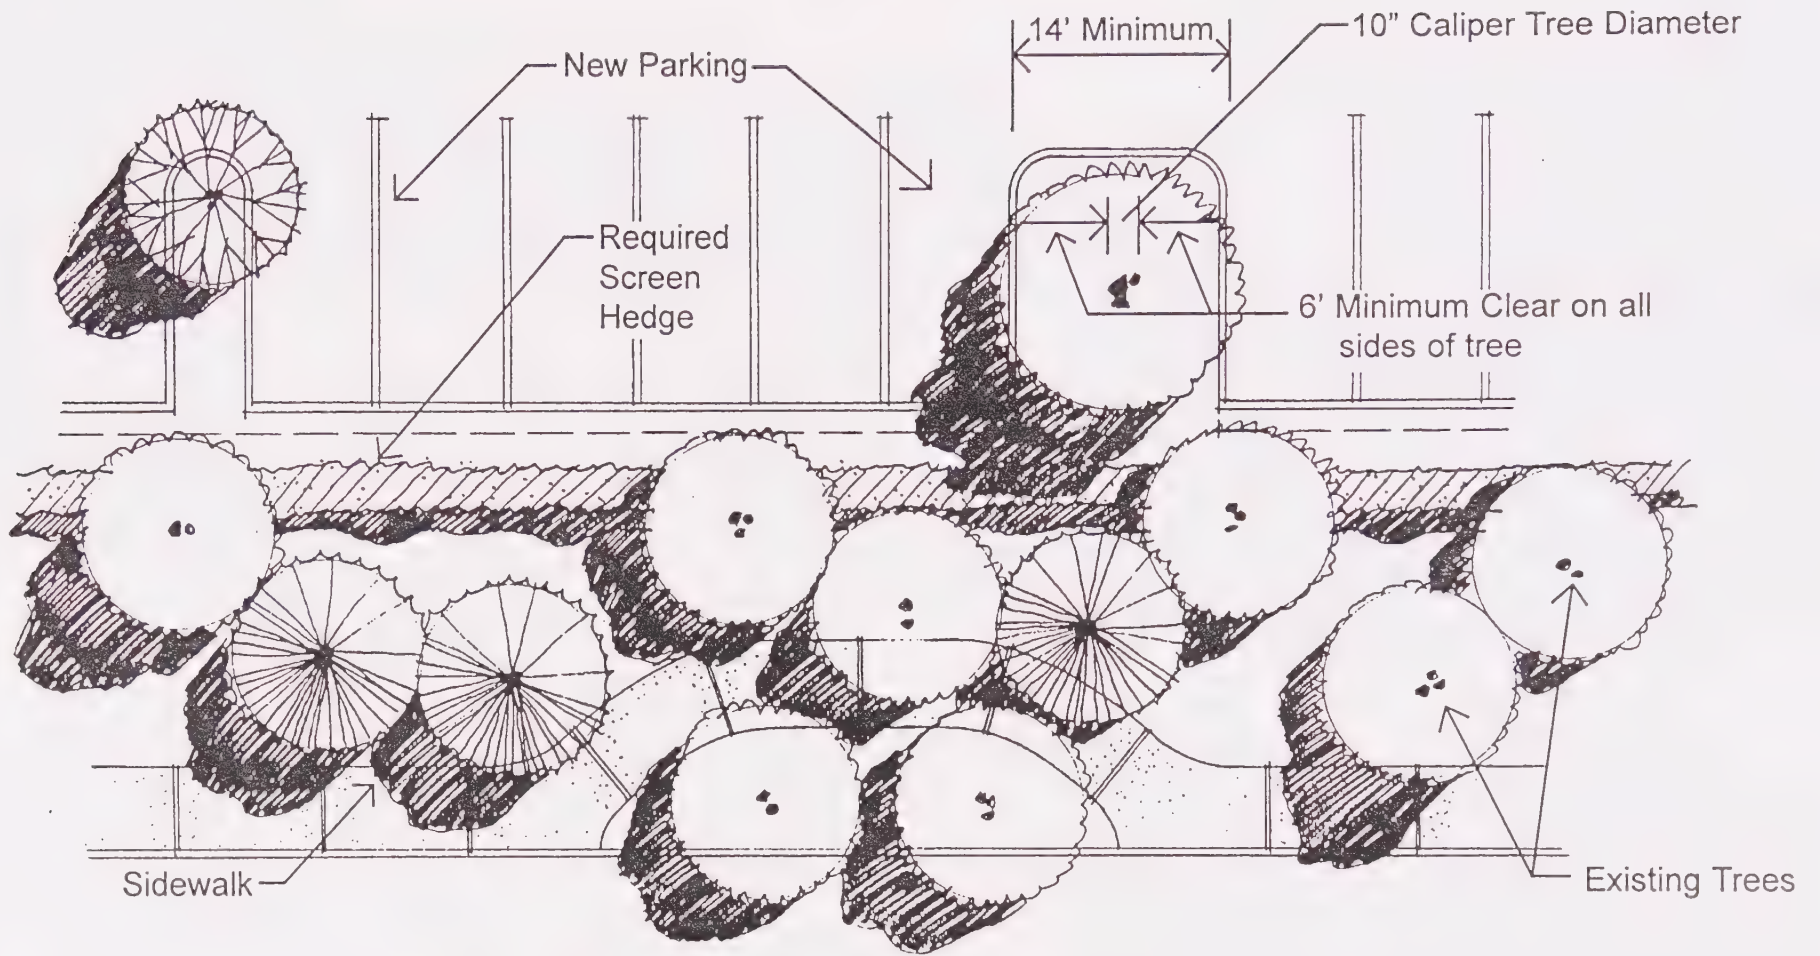 14' Minimum
10” Caliper Tree Diameter
New Parking
Required
Screen
Hedge
6' Minimum Clear on all
sides of tree
Sidewalk
Existing Trees